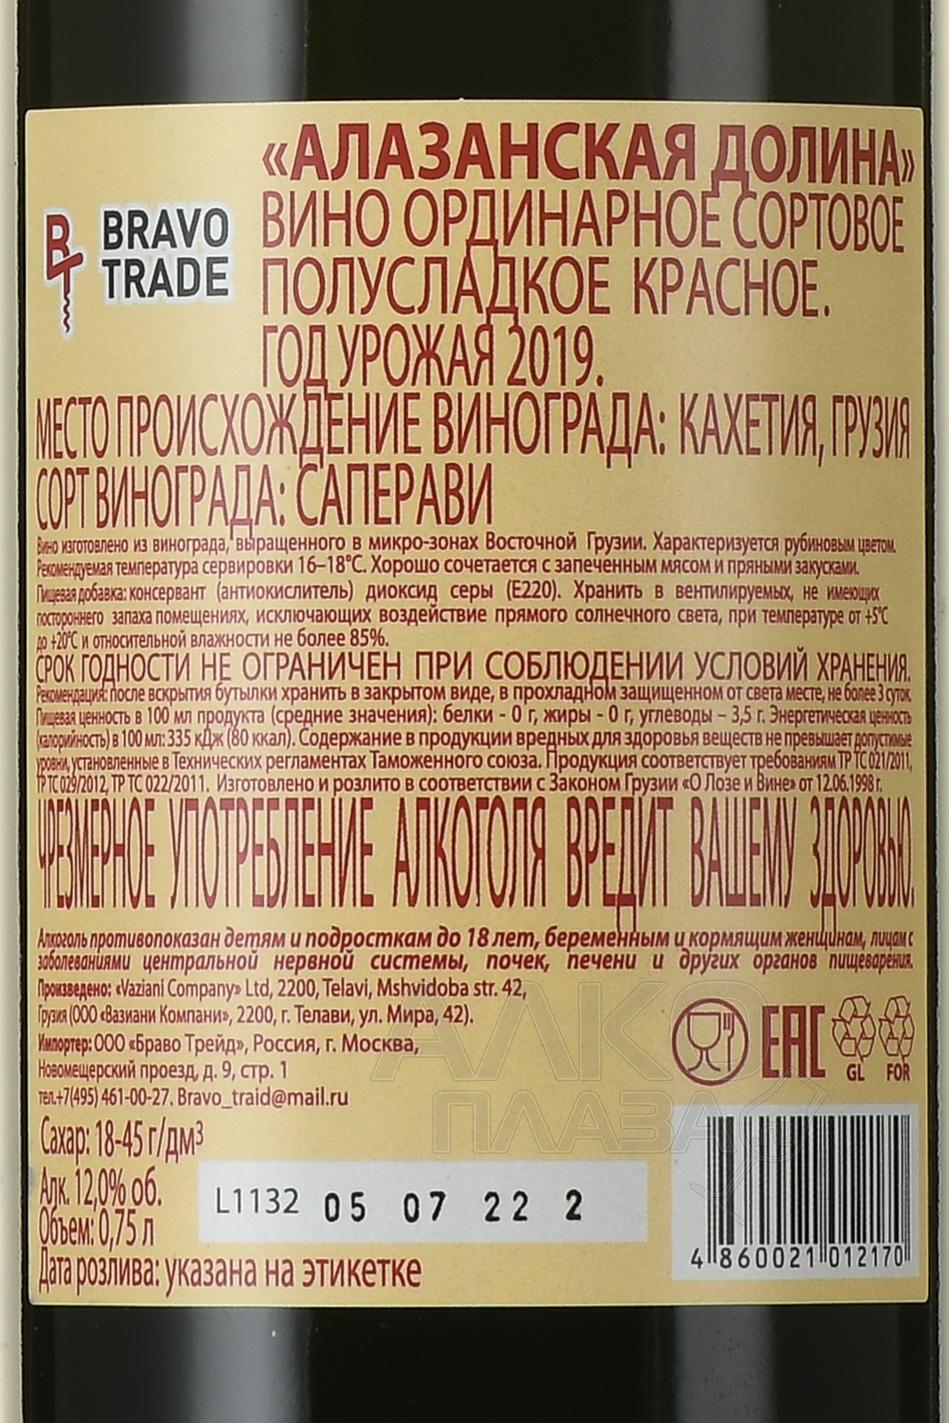 «АЛАЗАНСКАЯ ДОЛИНА»
BRAVO
TRADE
ВИНО ОРДИНАРНОЕ СОРТОВОЕ
ПОЛУСЛАДКОЕ КРАСНОЕ.
ГОД УРОЖАЯ 2019.
МЕСТО ПРОИСХОЖДЕНИЕ ВИНОГРАДА: КАХЕТИЯ, ГРУЗИЯ
СОРТ ВИНОГРАДА: САПЕРАВИ
Вино изготовлено из винограда, выращенного в микро-зонах Восточной Грузии. Характеризуется рубиновым цветом.
Рекомендуемая температура сервировки 16–18°С. Хорошо сочетается с запеченным мясом и пряными закусками.
Пищевая добавка: консервант (антиокислитель) диоксид серы (Е220). Хранить в вентилируемых, не имеющих
постороннего запаха помещениях, исключающих воздействие прямого солнечного света, при температуре от +5°С
до +20°С и относительной влажности не более 85%.
СРОК ГОДНОСТИ НЕ ОГРАНИЧЕН ПРИ СОБЛЮДЕНИИ УСЛОВИЙ ХРАНЕНИЯ.
Рекомендация: после вскрытия бутылки хранить в закрытом виде, в прохладном защищенном от света месте, не более 3 суток.
Пищевая ценность в 100 мл продукта (средние значения): белки - 0 г, жиры - 0 г, углеводы – 3,5 г. Энергетическая ценность
(калорийность) в 100 мл: 335 кДж (80 ккал). Содержание в продукции вредных для здоровья веществ не превышает допустимые
уровни, установленные в Технических регламентах Таможенного союза. Продукция соответствует требованиям ТР ТС 021/2011,
ТР ТС 029/2012, ТР ТС 022/2011. Изготовлено и розлито в соответствии с Законом Грузии «О Лозе и Вине» от 12.06.1998 г.
ЧРЕЗМЕРНОЕ УПОТРЕБЛЕНИЕ АЛКОГОЛЯ ВРЕДИТ ВАШЕМУ ЗДОРОВЬЮ.
Алкоголь противопоказан детям и подросткам до 18 лет, беременным и кормящим женщинам, лицам с
заболеваниями центральной нервной системы, почек, печени и других органов пищеварения.
Произведено: «Vaziani Company» Ltd, 2200, Telavi, Mshvidoba str. 42,
Грузия (ООО «Вазиани Компани», 2200, г. Телави, ул. Мира, 42).
Импортер: ООО «Браво Трейд», Россия, г. Москва,
Новомещерский проезд, д. 9, стр. 1
тел.+7(495) 461-00-27. Bravo_traid@mail.ru
EAC
GL FOR
АЛКО
ПЛАЗА
Сахар: 18-45 г/дм³
Алк. 12,0% об.
Объем: 0,75 л
L1132 05 07 22 2
Дата розлива: указана на этикетке
4 860021 012170